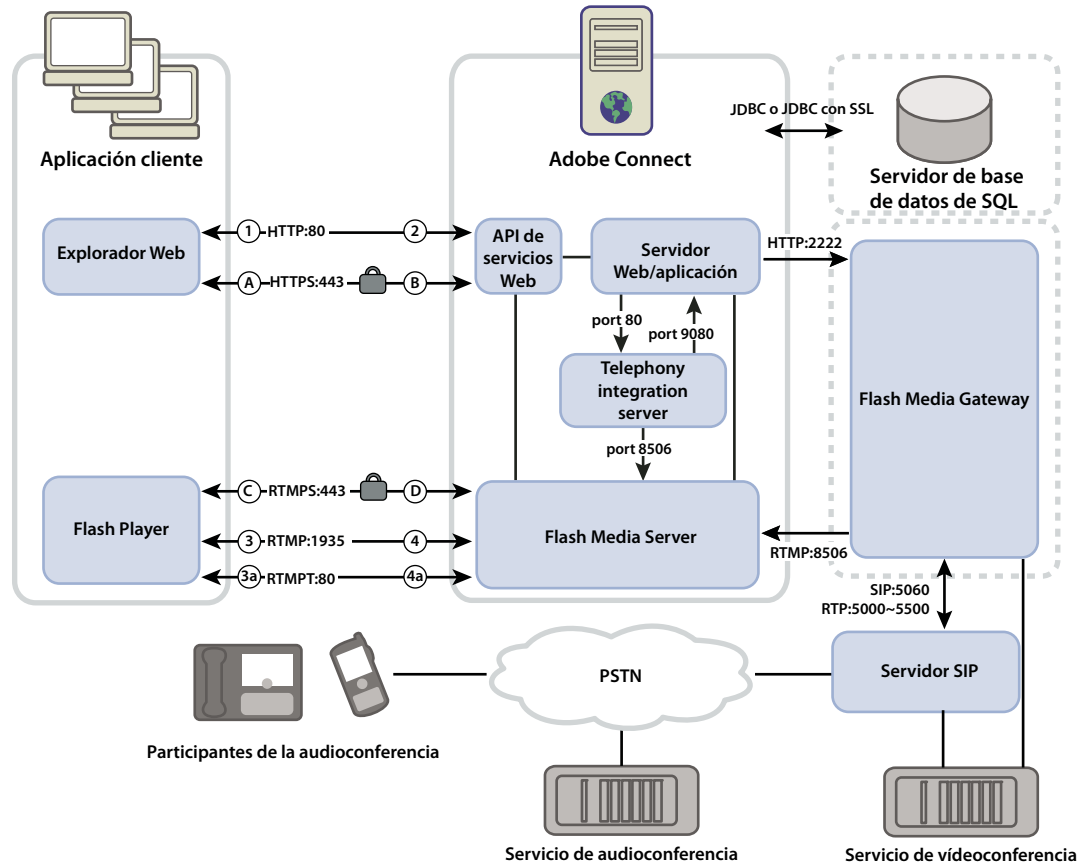 JDBC o JDBC con SSL
Aplicación cliente
Adobe Connect
Servidor de base
de datos de SQL
Explorador Web
1 HTTP:80 2
A HTTPS:443 B
API de
servicios
Web
Servidor
Web/aplicación
HTTP:2222
port 80
port 9080
Telephony
integration
server
port 8506
Flash Media Gateway
Flash Player
C RTMPS:443 D
3 RTMP:1935 4
3a RTMPT:80 4a
Flash Media Server
RTMP:8506
SIP:5060
RTP:5000~5500
PSTN
Servidor SIP
Participantes de la audioconferencia
Servicio de audioconferencia
Servicio de vídeoconferencia